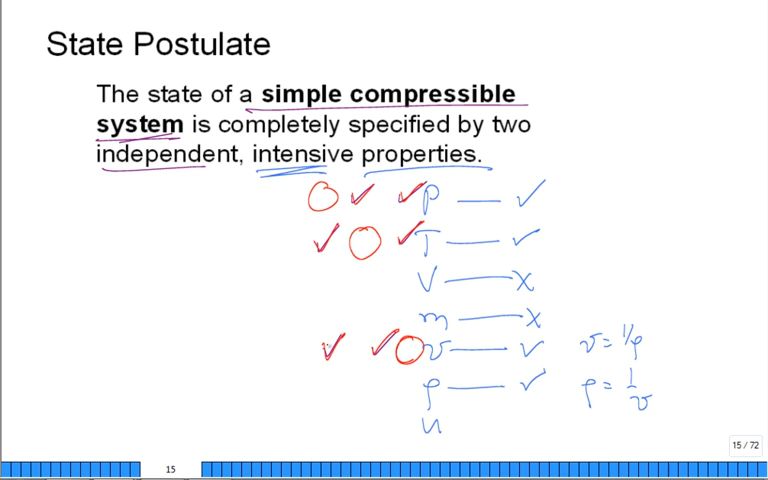 State Postulate
The state of a simple compressible
system is completely specified by two
independent, intensive properties.
O ✓ ✓ P — ✓
✓ O ✓ T — ✓
V — X
m — X
✓ ✓ O v — ✓ v = 1/ρ
ρ — ✓ ρ = 1/v
u
15 / 72
15